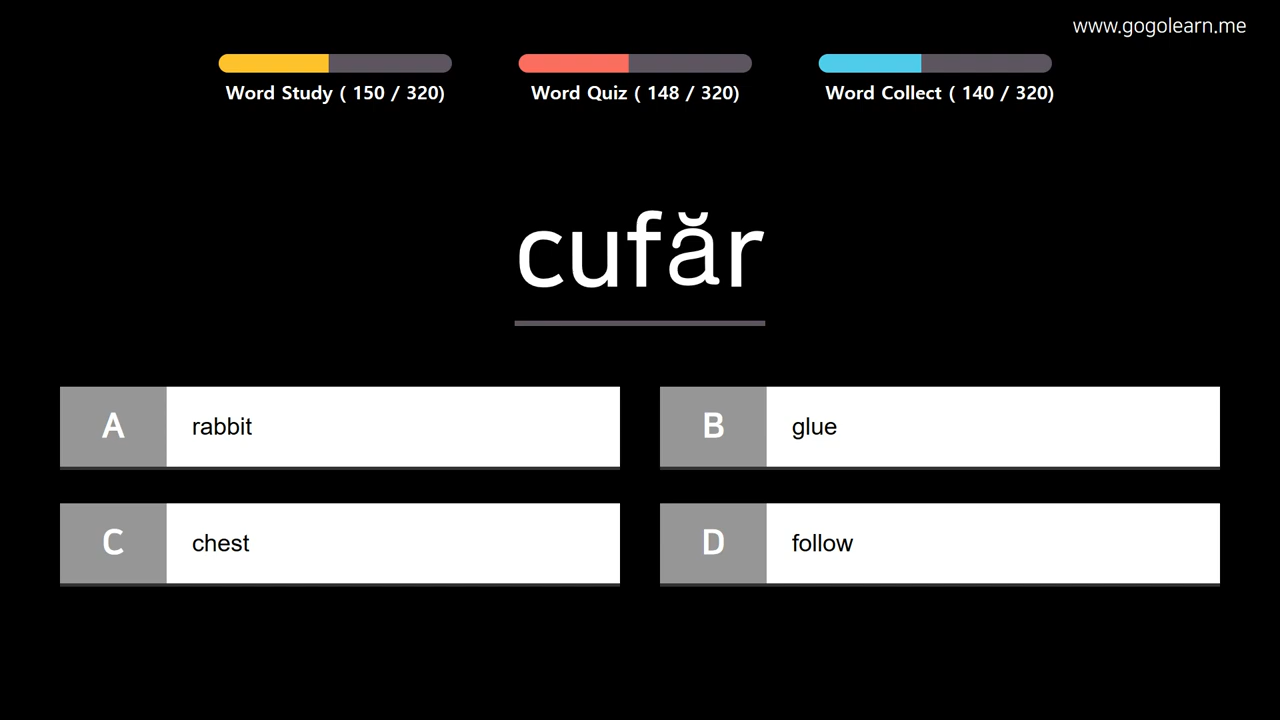 www.gogolearn.me
Word Study ( 150 / 320)
Word Quiz ( 148 / 320)
Word Collect ( 140 / 320)
cufăr
A rabbit
B glue
C chest
D follow